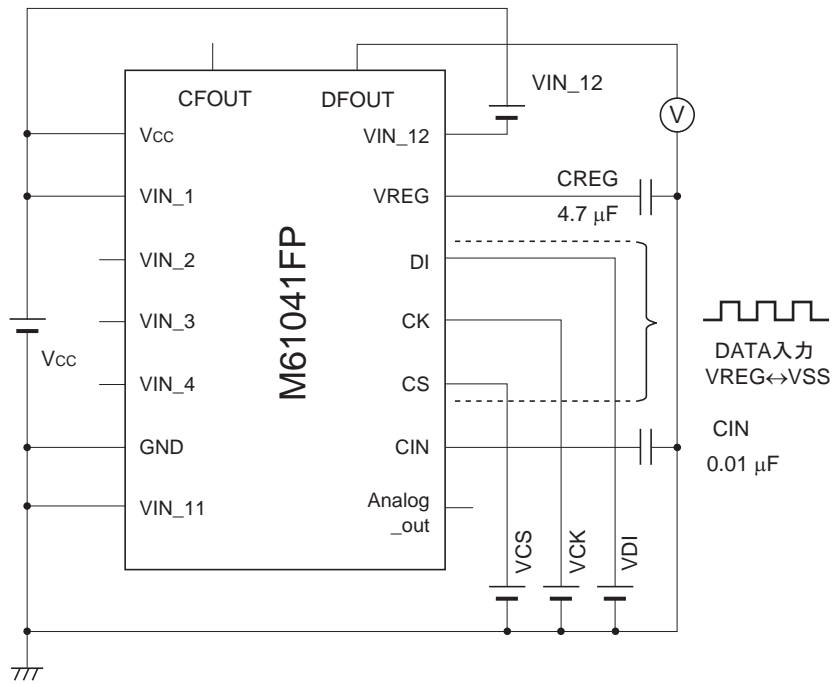 CFOUT
DFOUT
VIN_12
V
Vcc
VIN_12
VIN_1
VREG
CREG
4.7 μF
VIN_2
DI
M61041FP
VIN_3
CK
Vcc
DATA入力
VREG↔VSS
VIN_4
CS
GND
CIN
CIN
0.01 μF
VIN_11
Analog
_out
VCS
VCK
VDI